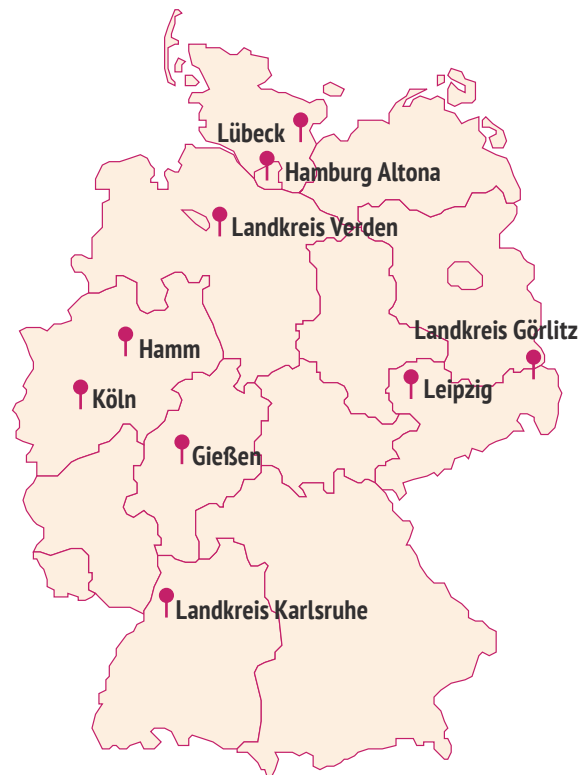 Lübeck
Hamburg Altona
Landkreis Verden
Landkreis Görlitz
Hamm
Leipzig
Köln
Gießen
Landkreis Karlsruhe